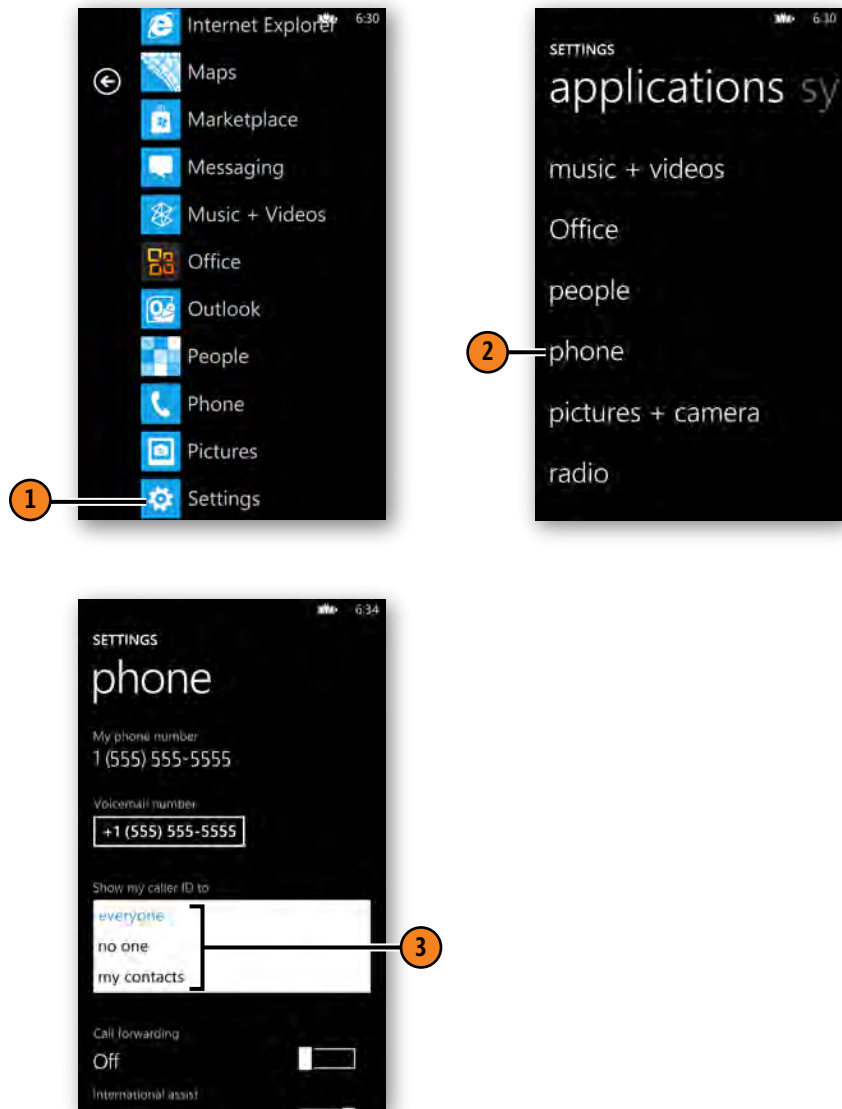 Internet Explorer 6:30
Maps
Marketplace
Messaging
Music + Videos
Office
Outlook
People
Phone
Pictures
1
Settings
6:30
SETTINGS
applications sy
music + videos
Office
people
2
phone
pictures + camera
radio
6:34
SETTINGS
phone
My phone number
1 (555) 555-5555
Voicemail number
+1 (555) 555-5555
Show my caller ID to
everyone
no one
3
my contacts
Call forwarding
Off
International assist